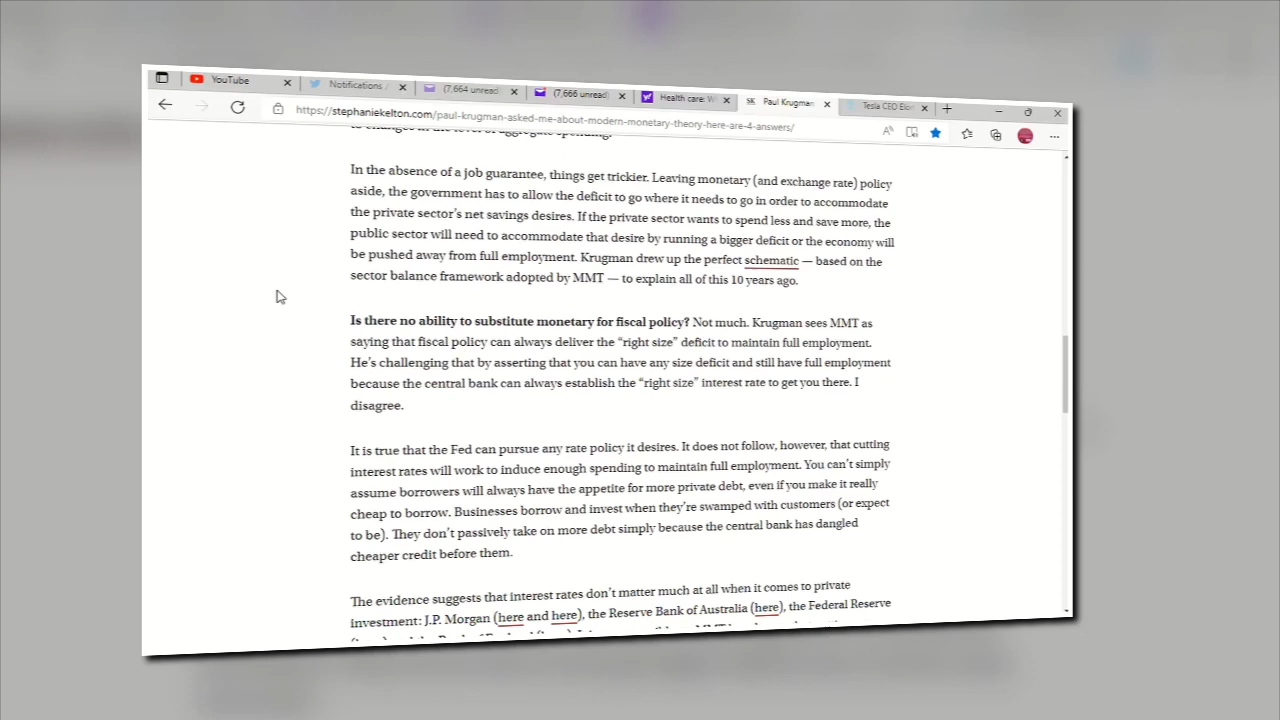 YouTube
Notifications /
(7,664 unread)
(7,666 unread)
Health care: W
SK Paul Krugman
Tesla CEO Elon
https://stephaniekelton.com/paul-krugman-asked-me-about-modern-monetary-theory-here-are-4-answers/
to changes in the level of aggregate spending.
In the absence of a job guarantee, things get trickier. Leaving monetary (and exchange rate) policy
aside, the government has to allow the deficit to go where it needs to go in order to accommodate
the private sector's net savings desires. If the private sector wants to spend less and save more, the
public sector will need to accommodate that desire by running a bigger deficit or the economy will
be pushed away from full employment. Krugman drew up the perfect schematic — based on the
sector balance framework adopted by MMT — to explain all of this 10 years ago.
Is there no ability to substitute monetary for fiscal policy? Not much. Krugman sees MMT as
saying that fiscal policy can always deliver the “right size” deficit to maintain full employment.
He's challenging that by asserting that you can have any size deficit and still have full employment
because the central bank can always establish the “right size” interest rate to get you there. I
disagree.
It is true that the Fed can pursue any rate policy it desires. It does not follow, however, that cutting
interest rates will work to induce enough spending to maintain full employment. You can't simply
assume borrowers will always have the appetite for more private debt, even if you make it really
cheap to borrow. Businesses borrow and invest when they're swamped with customers (or expect
to be). They don't passively take on more debt simply because the central bank has dangled
cheaper credit before them.
The evidence suggests that interest rates don't matter much at all when it comes to private
investment: J.P. Morgan (here and here), the Reserve Bank of Australia (here), the Federal Reserve